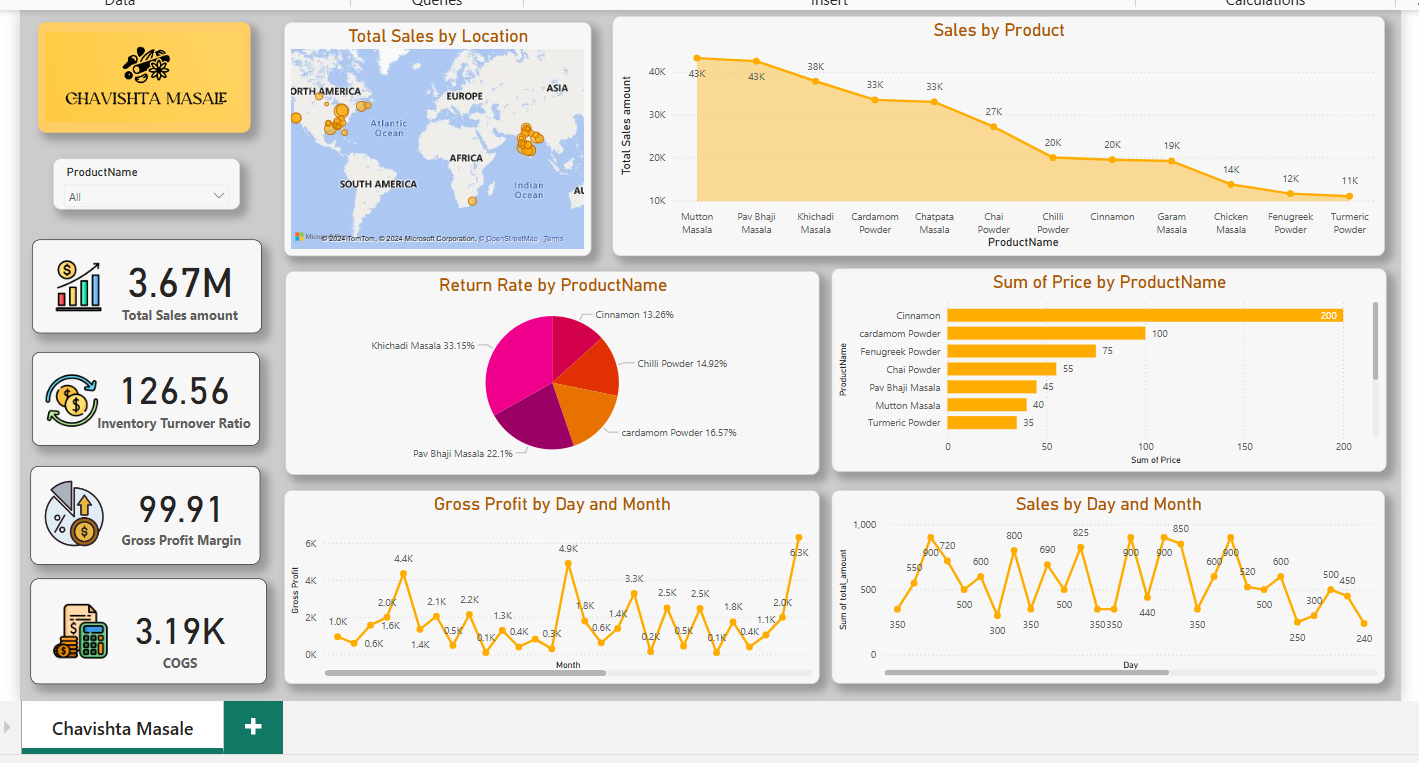 Data
Queries
Insert
Calculations
CHAVISHTA MASALE
ProductName
All
3.67M
Total Sales amount
126.56
Inventory Turnover Ratio
99.91
Gross Profit Margin
3.19K
COGS
Total Sales by Location
NORTH AMERICA
EUROPE
ASIA
Atlantic
Ocean
AFRICA
SOUTH AMERICA
Indian
Ocean
AU
© 2024 TomTom, © 2024 Microsoft Corporation, © OpenStreetMap Terms
Sales by Product
Total Sales amount
40K
30K
20K
10K
43K
43K
38K
33K
33K
27K
20K
20K
19K
14K
12K
11K
Mutton Masala
Pav Bhaji Masala
Khichadi Masala
Cardamom Powder
Chatpata Masala
Chai Powder
Chilli Powder
Cinnamon
Garam Masala
Chicken Masala
Fenugreek Powder
Turmeric Powder
ProductName
Return Rate by ProductName
Cinnamon 13.26%
Chilli Powder 14.92%
cardamom Powder 16.57%
Pav Bhaji Masala 22.1%
Khichadi Masala 33.15%
Sum of Price by ProductName
ProductName
Cinnamon 200
cardamom Powder 100
Fenugreek Powder 75
Chai Powder 55
Pav Bhaji Masala 45
Mutton Masala 40
Turmeric Powder 35
0 50 100 150 200
Sum of Price
Gross Profit by Day and Month
Gross Profit
6K
4K
2K
0K
1.0K 0.6K 1.6K 2.0K 4.4K 1.4K 2.1K 0.5K 2.2K 0.1K 1.3K 0.4K 0.3K 4.9K 1.8K 0.6K 1.4K 3.3K 0.2K 2.5K 0.5K 2.5K 0.1K 1.8K 0.4K 1.1K 2.0K 6.3K
Month
Sales by Day and Month
Sum of total_amount
1,000
500
0
350 550 900 720 500 600 300 800 350 690 500 825 350 350 900 440 900 850 350 600 900 520 500 600 250 300 500 450 240
Day
Chavishta Masale
+